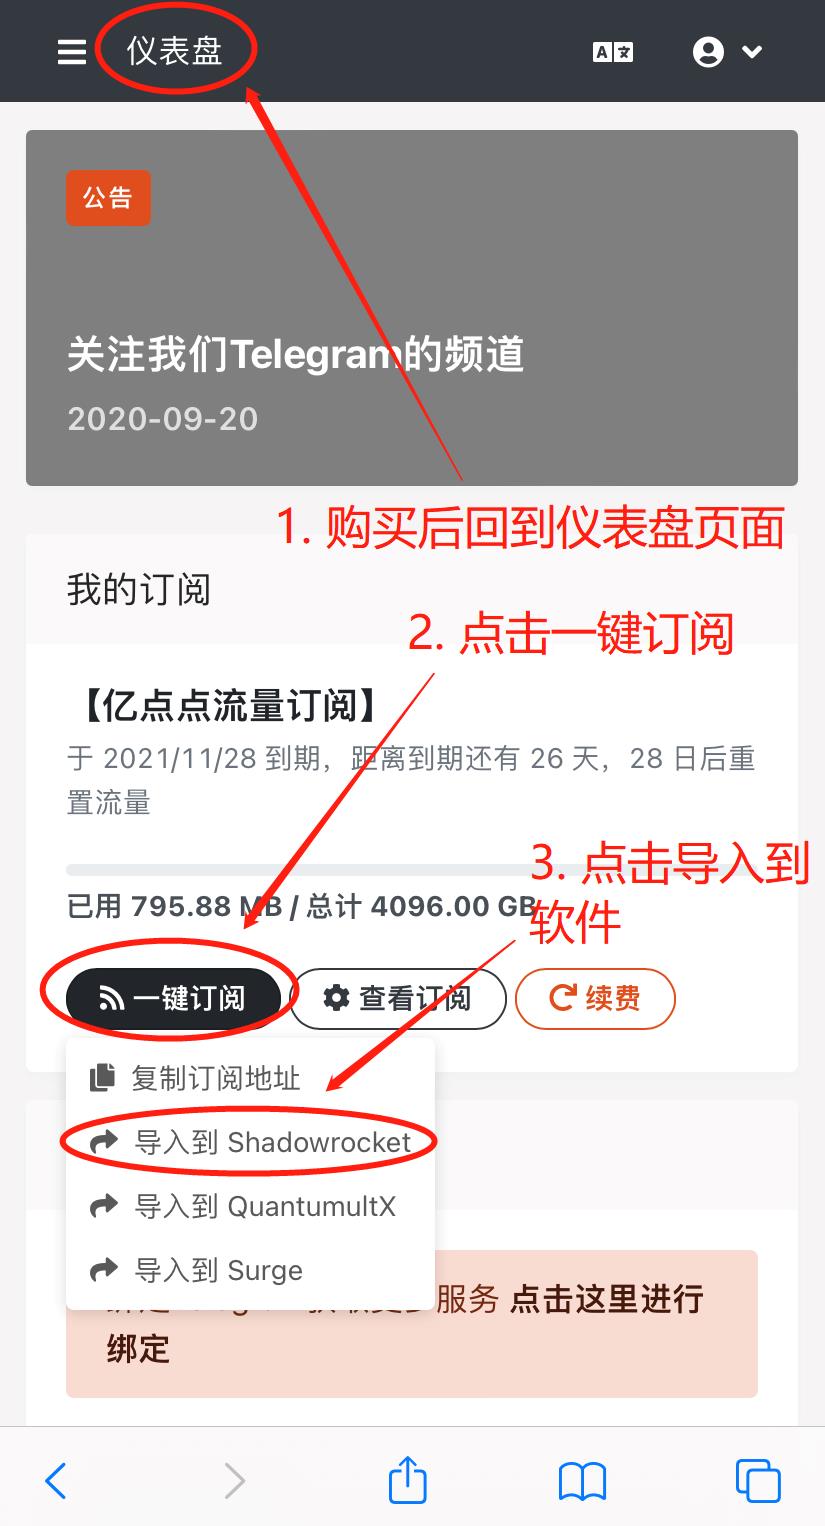 仪表盘
公告
关注我们Telegram的频道
2020-09-20
1. 购买后回到仪表盘页面
我的订阅
2. 点击一键订阅
【亿点点流量订阅】
于 2021/11/28 到期，距离到期还有 26 天，28 日后重
置流量
3. 点击导入到
软件
已用 795.88 MB / 总计 4096.00 GB
一键订阅 查看订阅 续费
复制订阅地址
导入到 Shadowrocket
导入到 QuantumultX
导入到 Surge
服务 点击这里进行
绑定